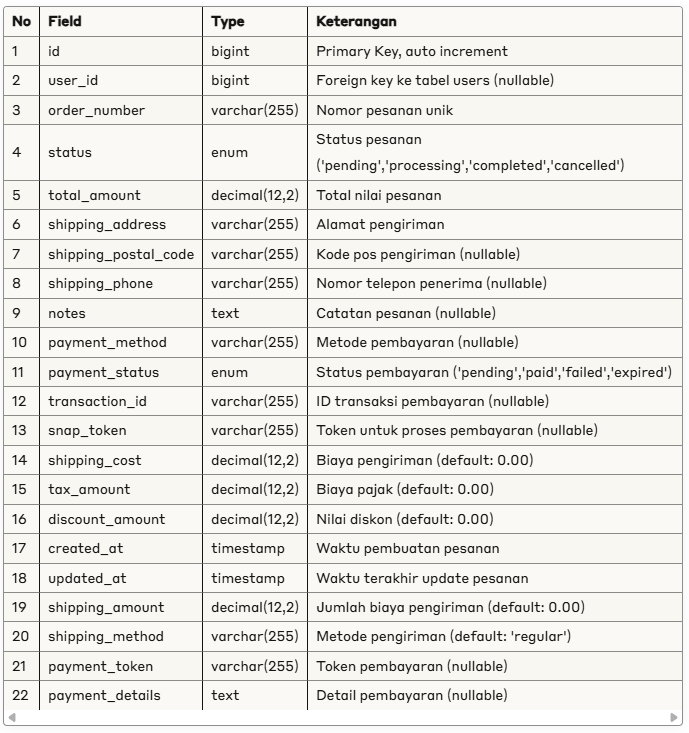 No Field Type Keterangan
1 id bigint Primary Key, auto increment
2 user_id bigint Foreign key ke tabel users (nullable)
3 order_number varchar(255) Nomor pesanan unik
4 status enum Status pesanan
('pending','processing','completed','cancelled')
5 total_amount decimal(12,2) Total nilai pesanan
6 shipping_address varchar(255) Alamat pengiriman
7 shipping_postal_code varchar(255) Kode pos pengiriman (nullable)
8 shipping_phone varchar(255) Nomor telepon penerima (nullable)
9 notes text Catatan pesanan (nullable)
10 payment_method varchar(255) Metode pembayaran (nullable)
11 payment_status enum Status pembayaran ('pending','paid','failed','expired')
12 transaction_id varchar(255) ID transaksi pembayaran (nullable)
13 snap_token varchar(255) Token untuk proses pembayaran (nullable)
14 shipping_cost decimal(12,2) Biaya pengiriman (default: 0.00)
15 tax_amount decimal(12,2) Biaya pajak (default: 0.00)
16 discount_amount decimal(12,2) Nilai diskon (default: 0.00)
17 created_at timestamp Waktu pembuatan pesanan
18 updated_at timestamp Waktu terakhir update pesanan
19 shipping_amount decimal(12,2) Jumlah biaya pengiriman (default: 0.00)
20 shipping_method varchar(255) Metode pengiriman (default: 'regular')
21 payment_token varchar(255) Token pembayaran (nullable)
22 payment_details text Detail pembayaran (nullable)